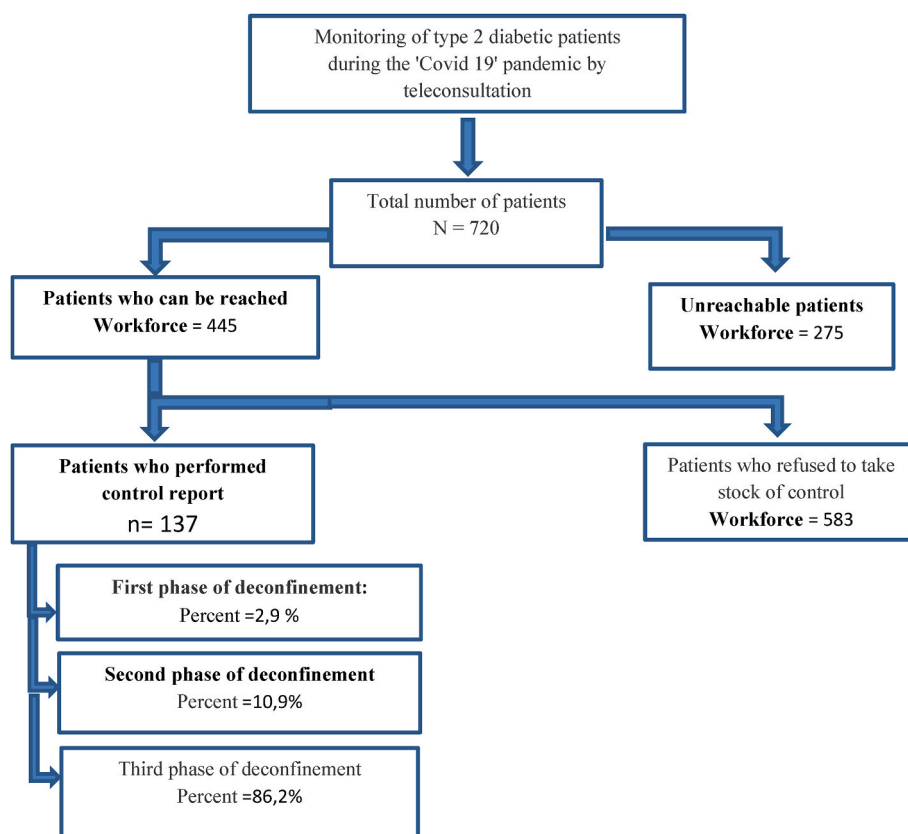 Monitoring of type 2 diabetic patients
during the 'Covid 19' pandemic by
teleconsultation
Total number of patients
N = 720
Patients who can be reached
Workforce = 445
Unreachable patients
Workforce = 275
Patients who performed
control report
n= 137
Patients who refused to take
stock of control
Workforce = 583
First phase of deconfinement:
Percent =2,9 %
Second phase of deconfinement
Percent =10,9%
Third phase of deconfinement
Percent =86,2%